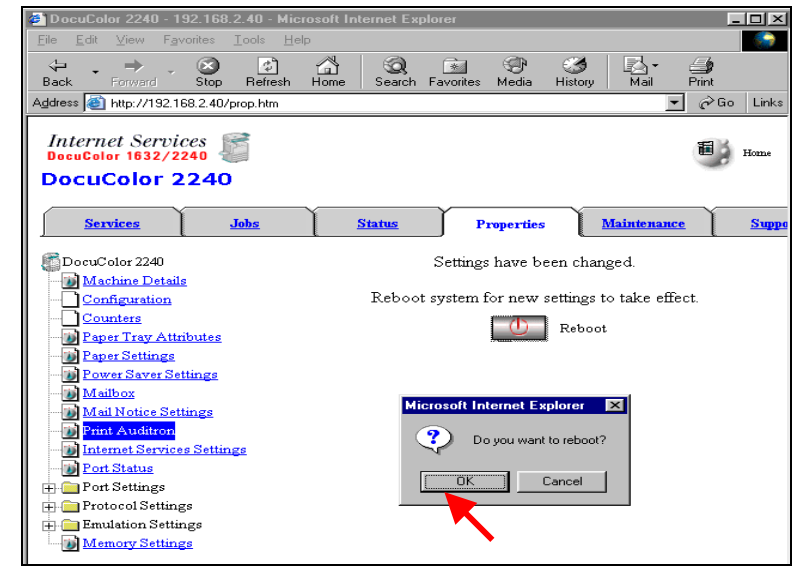 DocuColor 2240 - 192.168.2.40 - Microsoft Internet Explorer
File Edit View Favorites Tools Help
Back Forward Stop Refresh Home Search Favorites Media History Mail Print
Address http://192.168.2.40/prop.htm Go Links
Internet Services
DocuColor 1632/2240
Home
DocuColor 2240
Services Jobs Status Properties Maintenance Suppo
DocuColor 2240
Machine Details
Configuration
Counters
Paper Tray Attributes
Paper Settings
Power Saver Settings
Mailbox
Mail Notice Settings
Print Auditron
Internet Services Settings
Port Status
Port Settings
Protocol Settings
Emulation Settings
Memory Settings
Settings have been changed.
Reboot system for new settings to take effect.
Reboot
Microsoft Internet Explorer
Do you want to reboot?
OK Cancel